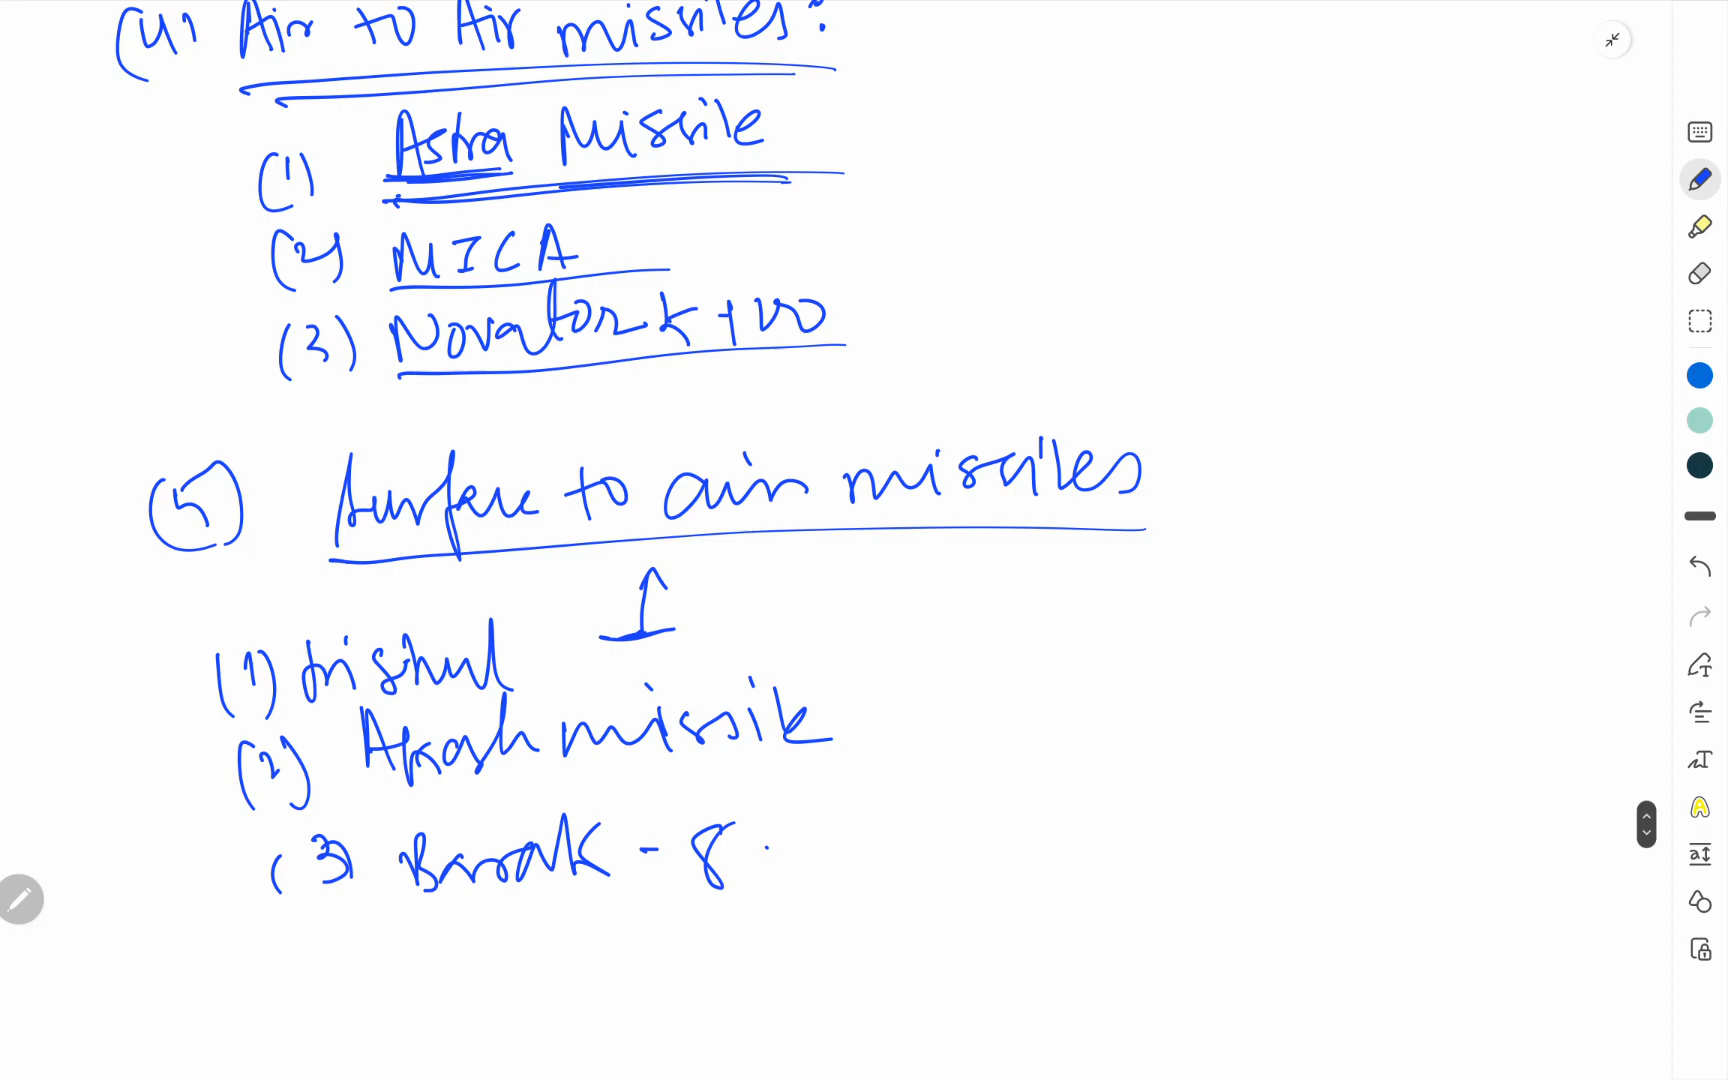 (4) Air to Air missiles:
(1) Astra Missile
(2) MICA
(3) Novator K + 100
(5) Surface to air missiles
(1) Trishul
(2) Akash missile
(3) Barak - 8.